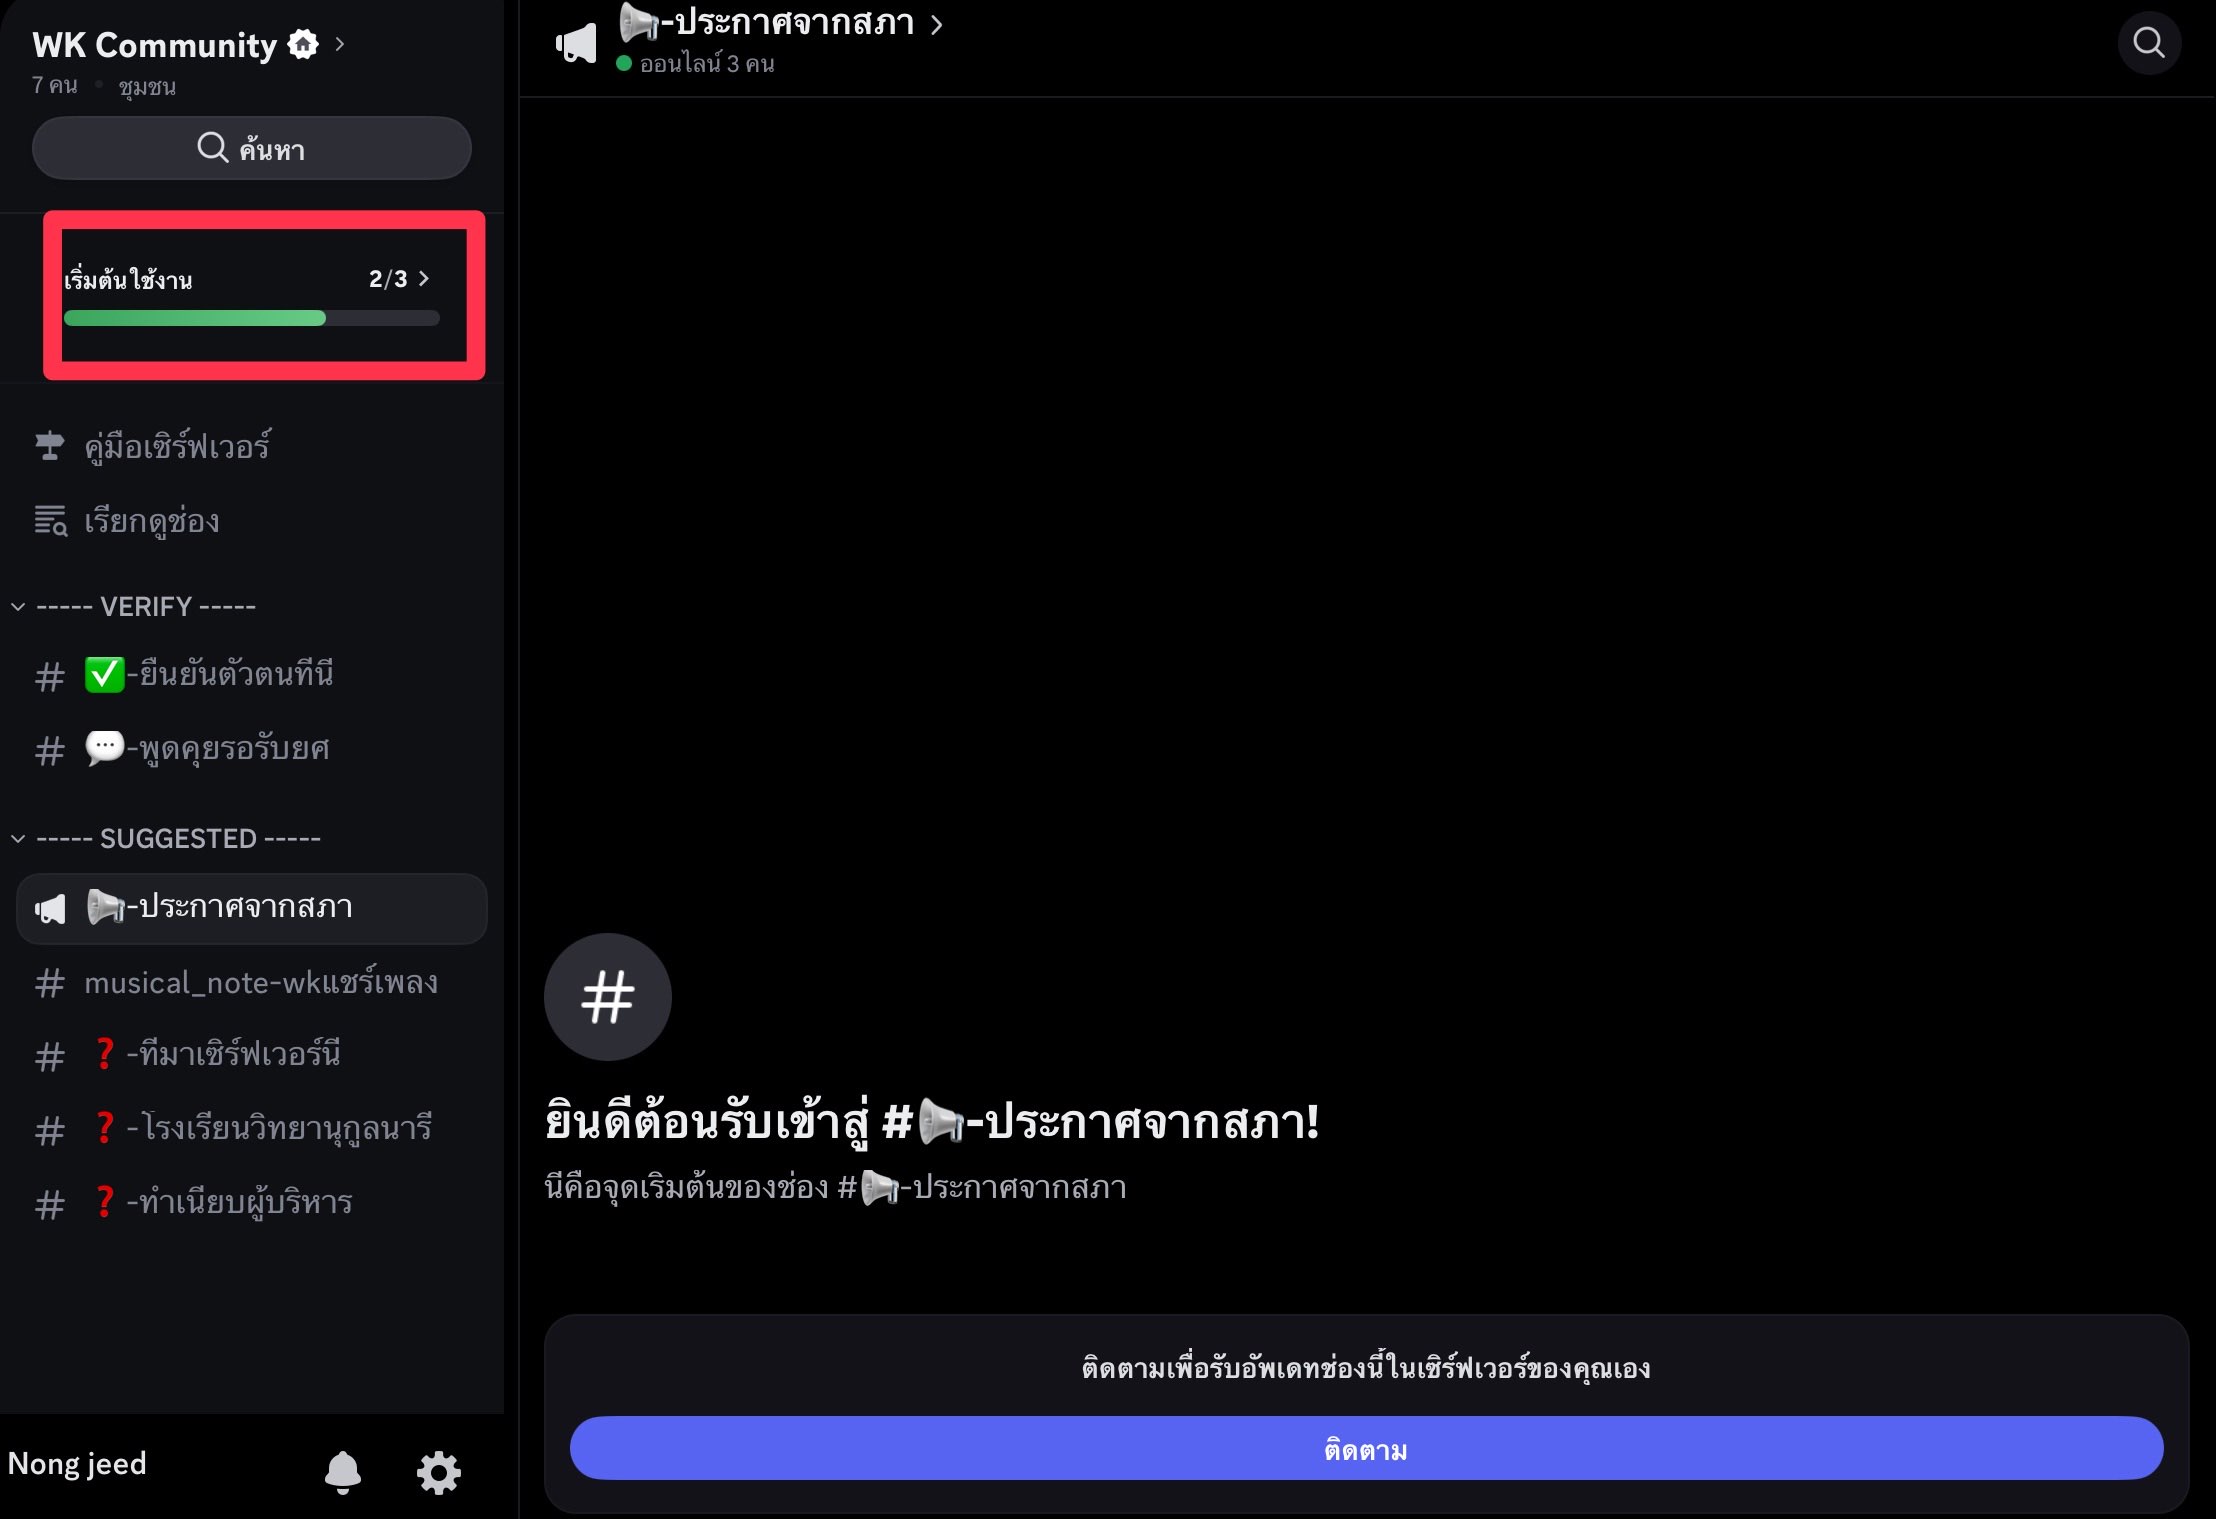 WK Community
7 คน • ชุมชน
ค้นหา
เริ่มต้นใช้งาน 2/3
คู่มือเซิร์ฟเวอร์
เรียกดูช่อง
----- VERIFY -----
# ✅-ยืนยันตัวตนทีนี
# 💬-พูดคุยรอรับยศ
----- SUGGESTED -----
📢-ประกาศจากสภา
# musical_note-wkแชร์เพลง
# ❓-ทีมาเซิร์ฟเวอร์นี
# ❓-โรงเรียนวิทยานุกูลนารี
# ❓-ทำเนียบผู้บริหาร
Nong jeed
📢-ประกาศจากสภา
ออนไลน์ 3 คน
#
ยินดีต้อนรับเข้าสู่ #📢-ประกาศจากสภา!
นีคือจุดเริมต้นของช่อง #📢-ประกาศจากสภา
ติดตามเพื่อรับอัพเดทช่องนี้ในเซิร์ฟเวอร์ของคุณเอง
ติดตาม